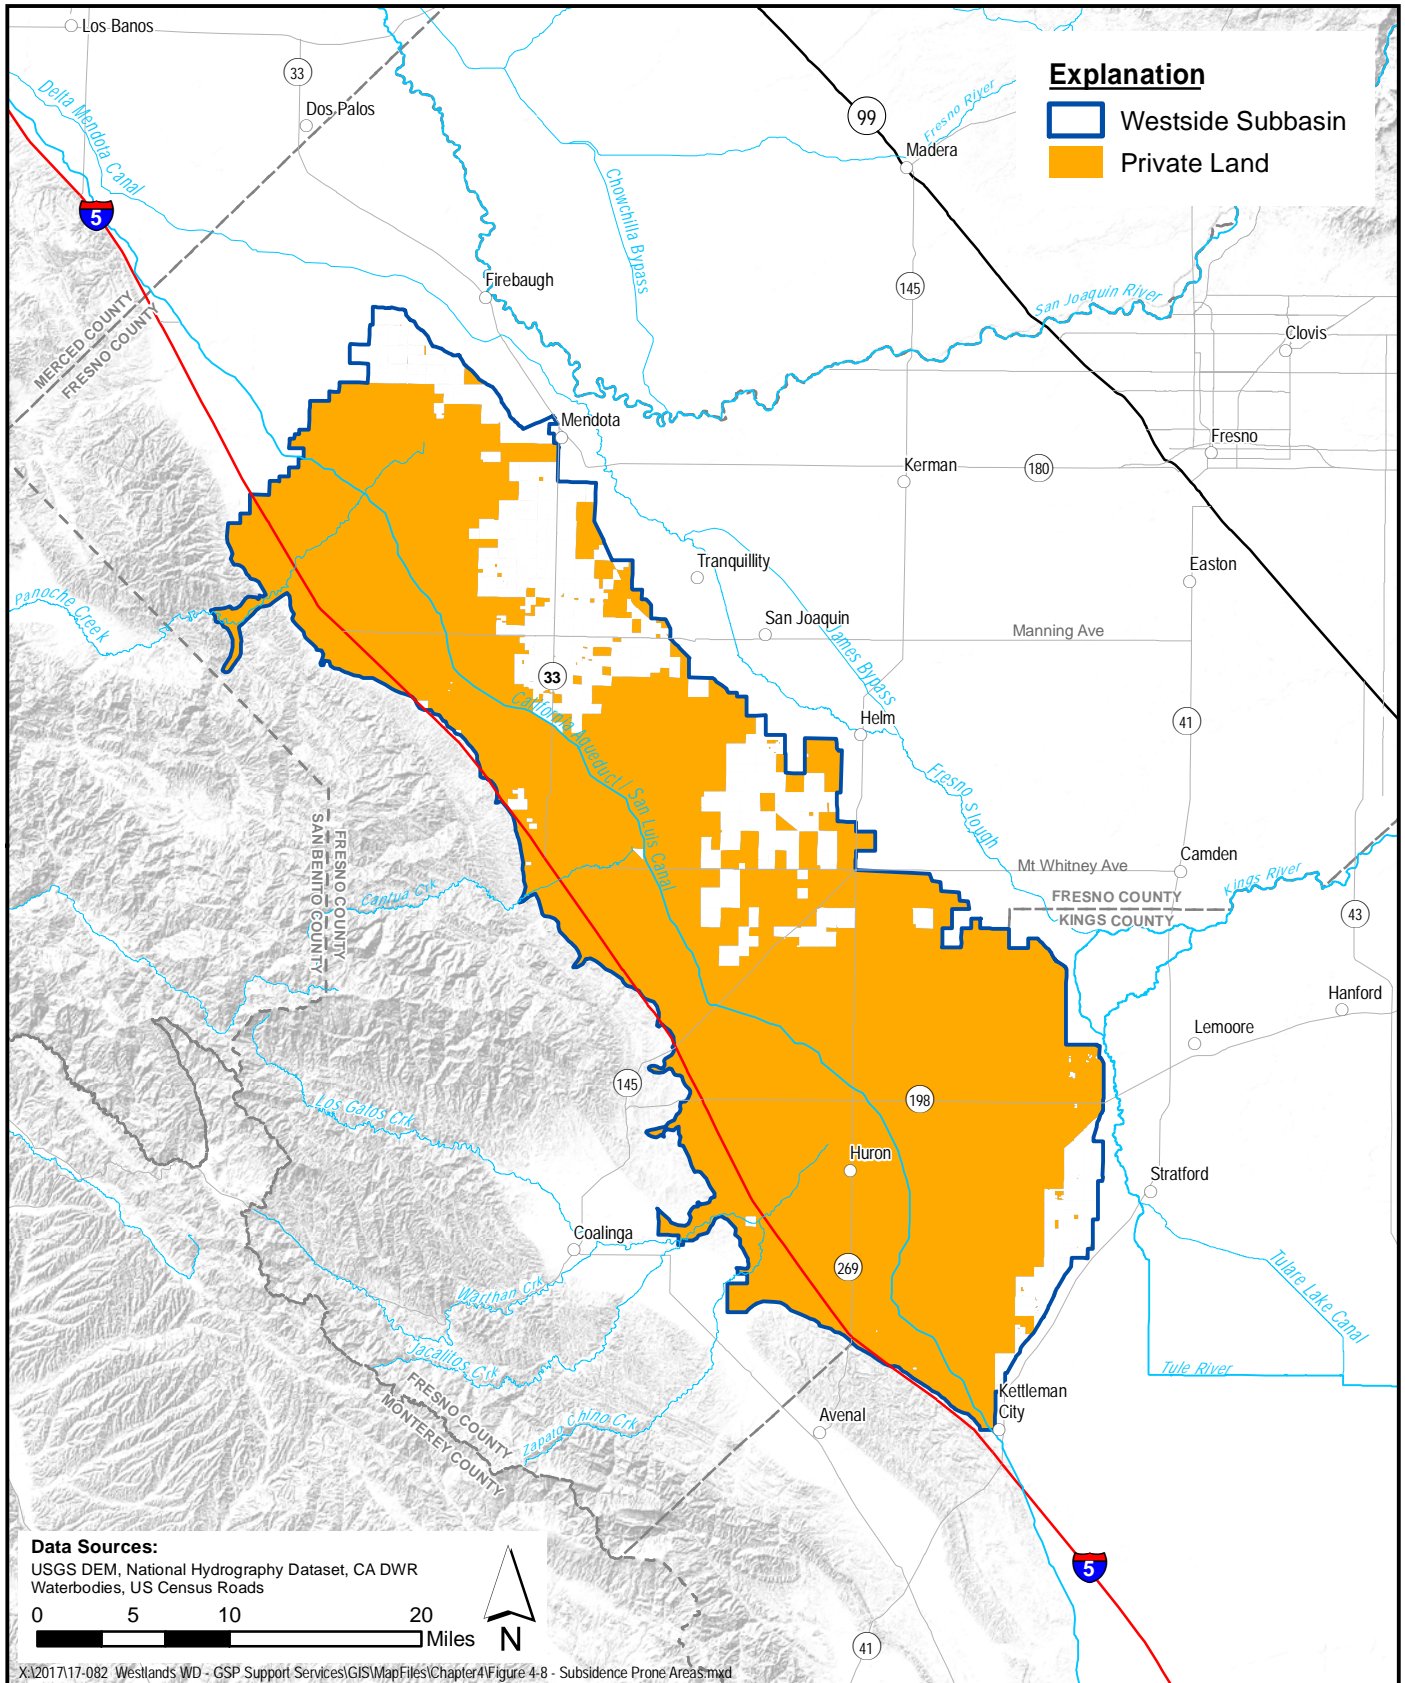 Los Banos
33
Dos Palos
Delta Mendota Canal
5
99
Fresno River
Madera
Explanation
Westside Subbasin
Private Land
Chowchilla Bypass
Firebaugh
145
San Joaquin River
Clovis
MERCED COUNTY
FRESNO COUNTY
Mendota
Fresno
Kerman
180
Tranquillity
Easton
Panoche Creek
San Joaquin
James Bypass
Manning Ave
33
California Aqueduct / San Luis Canal
Helm
41
Fresno Slough
SAN BENITO COUNTY
FRESNO COUNTY
Mt Whitney Ave
Camden
Cantua Crk
Kings River
FRESNO COUNTY
KINGS COUNTY
43
Hanford
Lemoore
145
Los Galos Crk
198
Huron
Stratford
Coalinga
269
Warthan Crk
Tulare Lake Canal
Jacalitos Crk
Tule River
FRESNO COUNTY
MONTEREY COUNTY
Zapato Chino Crk
Avenal
Kettleman
City
5
41
Data Sources:
USGS DEM, National Hydrography Dataset, CA DWR
Waterbodies, US Census Roads
0 5 10 20
Miles
N
X:\2017\17-082 Westlands WD - GSP Support Services\GIS\MapFiles\Chapter4\Figure 4-8 - Subsidence Prone Areas.mxd